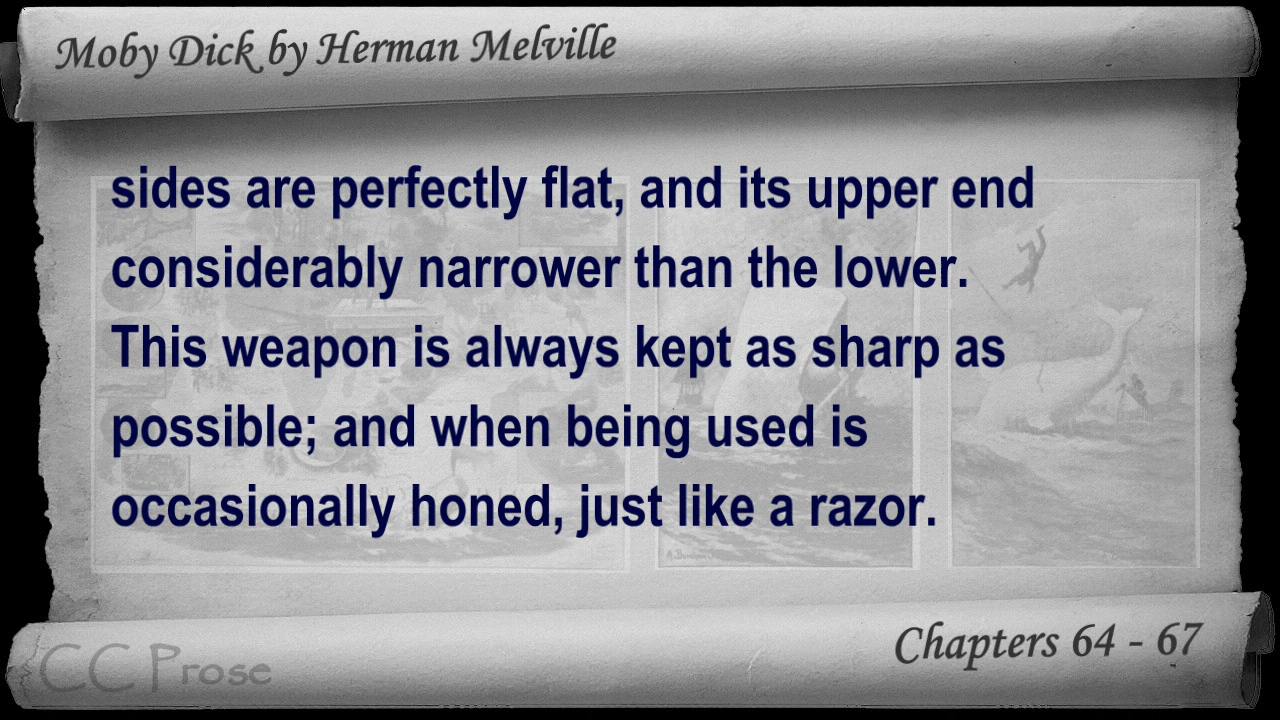 Moby Dick by Herman Melville
sides are perfectly flat, and its upper end
considerably narrower than the lower.
This weapon is always kept as sharp as
possible; and when being used is
occasionally honed, just like a razor.
Chapters 64 - 67
CC Prose